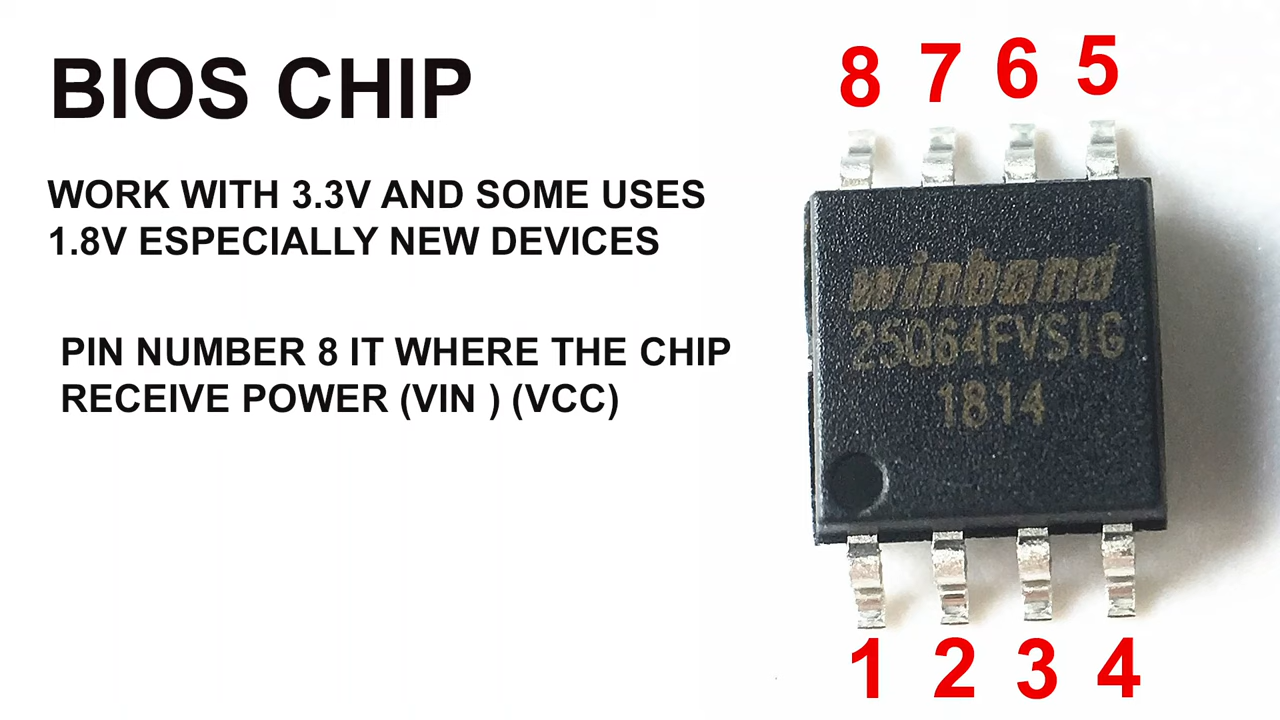 BIOS CHIP
WORK WITH 3.3V AND SOME USES
1.8V ESPECIALLY NEW DEVICES
PIN NUMBER 8 IT WHERE THE CHIP
RECEIVE POWER (VIN ) (VCC)
8 7 6 5
winbond
25Q64FVSIG
1814
1 2 3 4